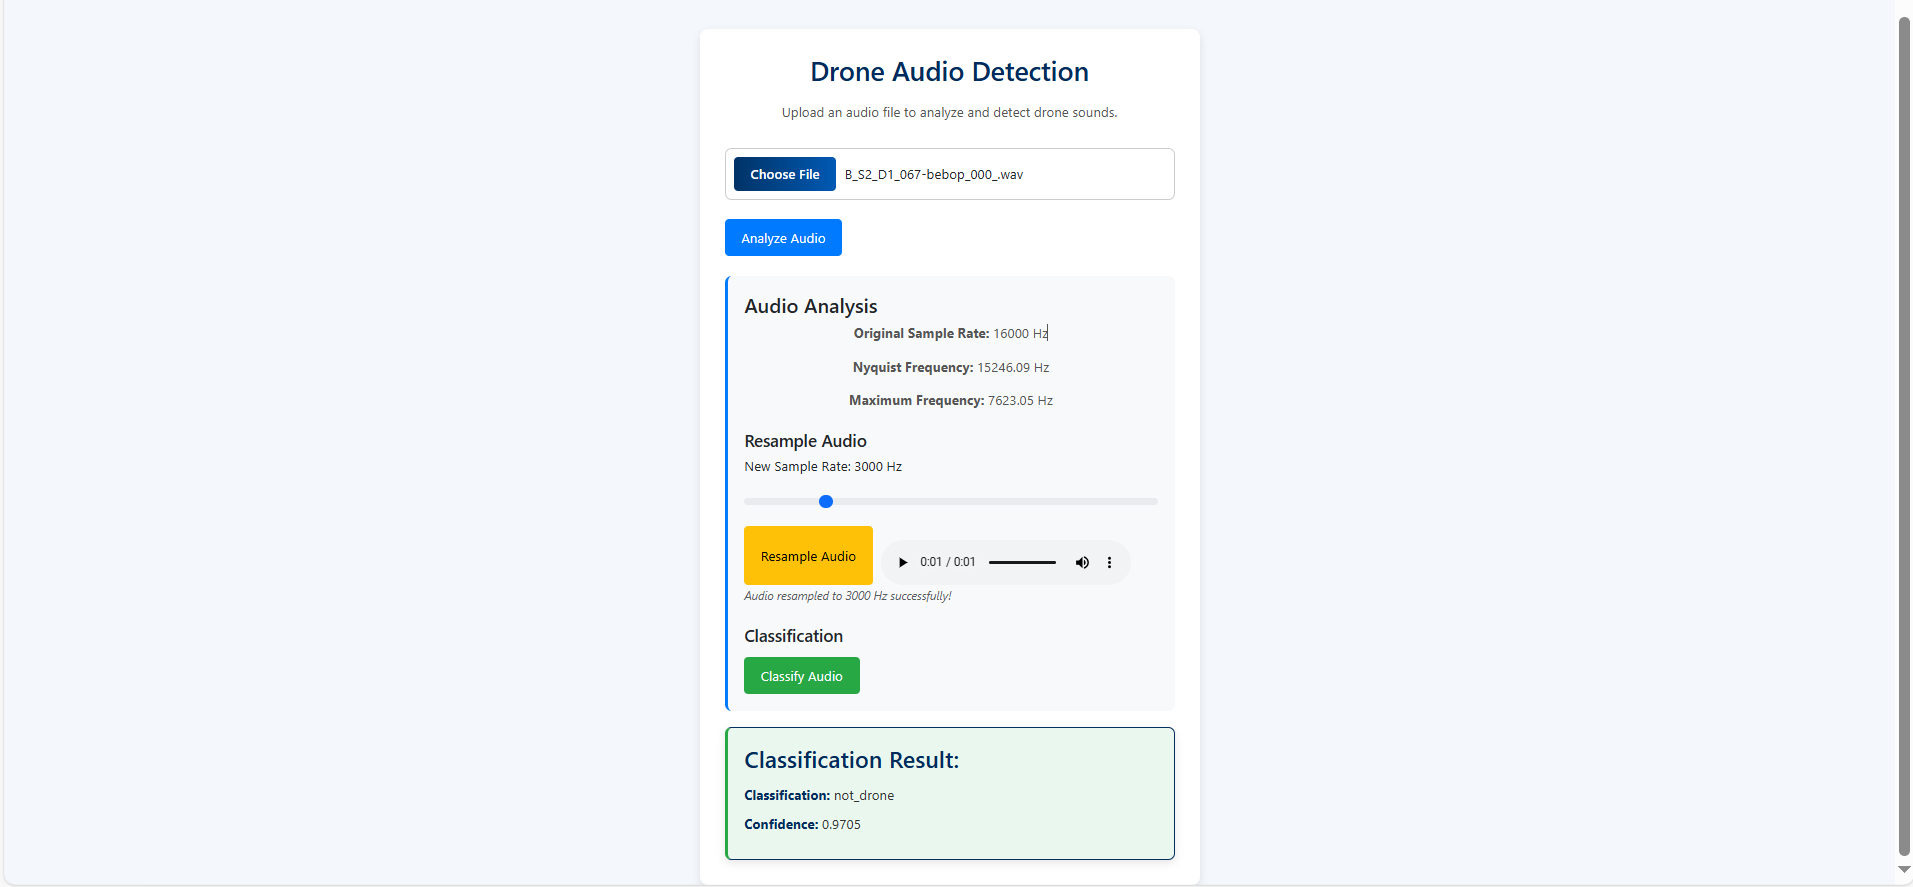 Drone Audio Detection
Upload an audio file to analyze and detect drone sounds.
Choose File B_S2_D1_067-bebop_000_.wav
Analyze Audio
Audio Analysis
Original Sample Rate: 16000 Hz
Nyquist Frequency: 15246.09 Hz
Maximum Frequency: 7623.05 Hz
Resample Audio
New Sample Rate: 3000 Hz
Resample Audio 0:01 / 0:01
Audio resampled to 3000 Hz successfully!
Classification
Classify Audio
Classification Result:
Classification: not_drone
Confidence: 0.9705